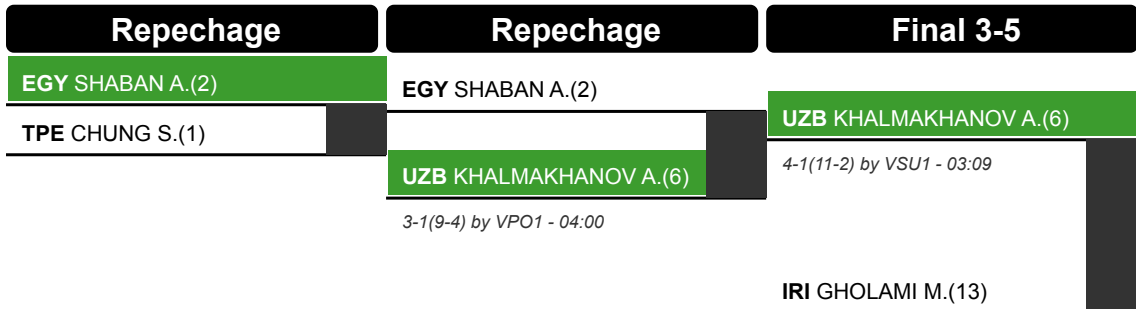 Repechage
EGY SHABAN A.(2)
TPE CHUNG S.(1)
Repechage
EGY SHABAN A.(2)
UZB KHALMAKHANOV A.(6)
3-1(9-4) by VPO1 - 04:00
Final 3-5
UZB KHALMAKHANOV A.(6)
4-1(11-2) by VSU1 - 03:09
IRI GHOLAMI M.(13)